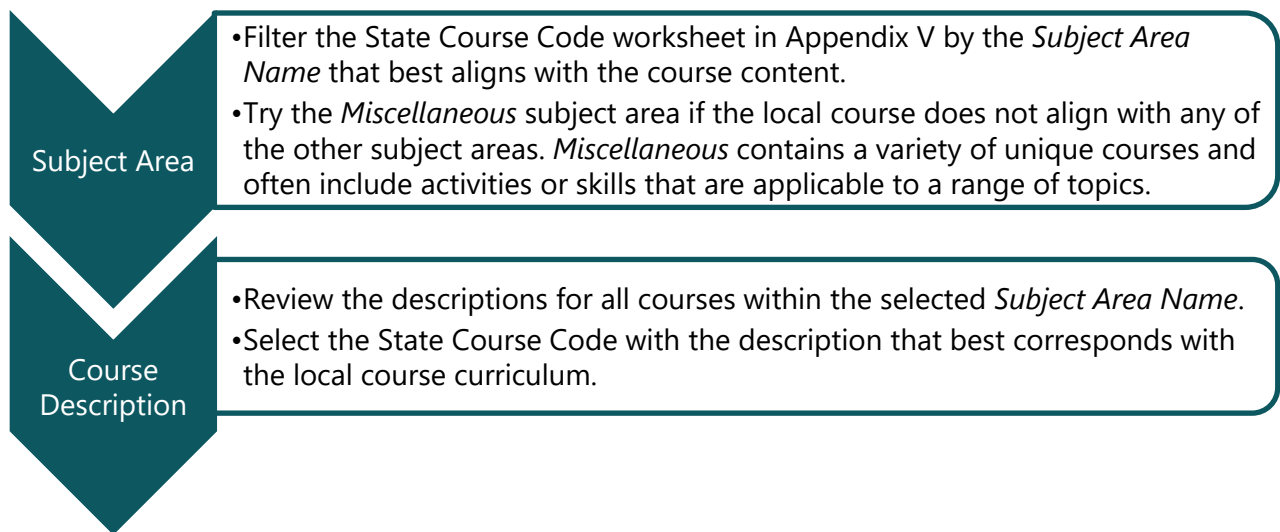 Subject Area
•Filter the State Course Code worksheet in Appendix V by the Subject Area
Name that best aligns with the course content.
•Try the Miscellaneous subject area if the local course does not align with any of
the other subject areas. Miscellaneous contains a variety of unique courses and
often include activities or skills that are applicable to a range of topics.
Course
Description
•Review the descriptions for all courses within the selected Subject Area Name.
•Select the State Course Code with the description that best corresponds with
the local course curriculum.